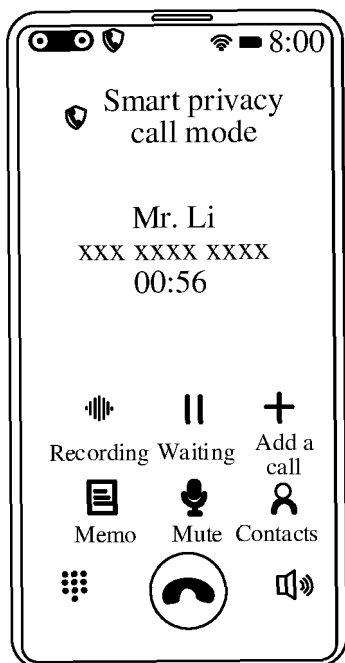 8:00
Smart privacy
call mode
Mr. Li
xxx xxxx xxxx
00:56
Recording Waiting Add a
call
Memo Mute Contacts